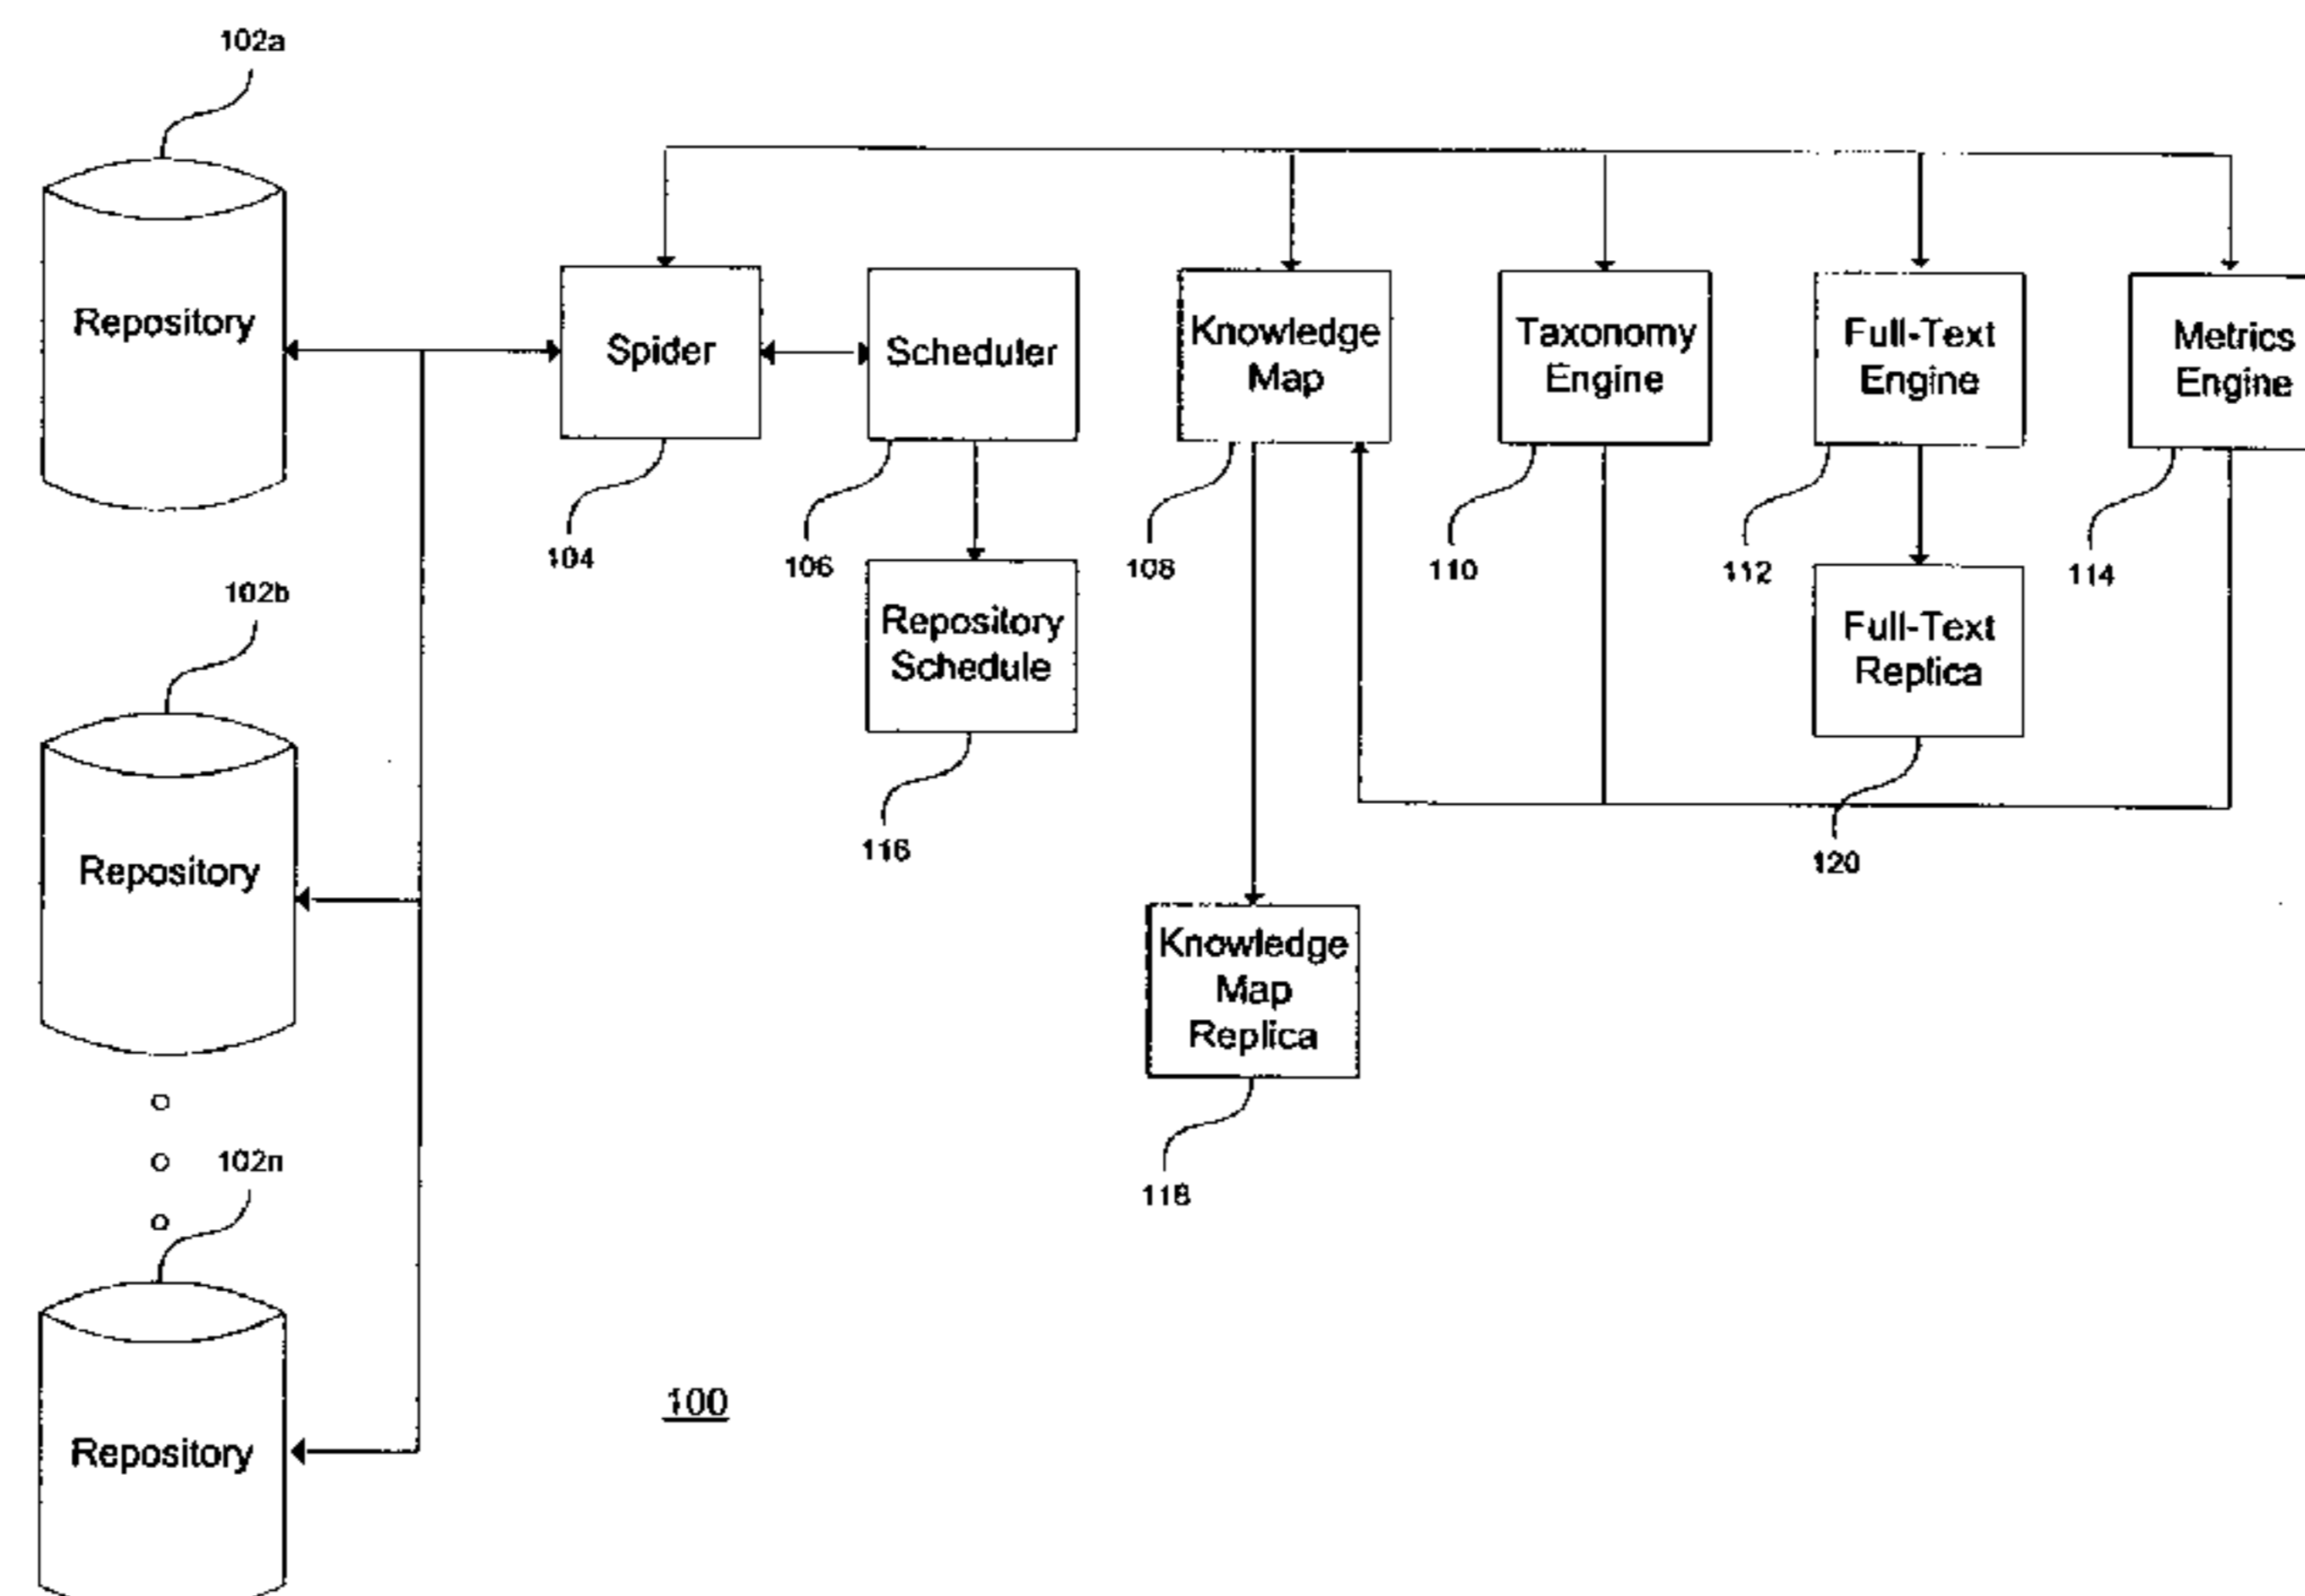 102a
Repository
Spider
Scheduler
Knowledge
Map
Taxonomy
Engine
Full-Text
Engine
Metrics
Engine
104
106
108
110
112
114
102b
Repository
Schedule
Full-Text
Replica
116
120
Repository
Knowledge
Map
Replica
102n
118
100
Repository